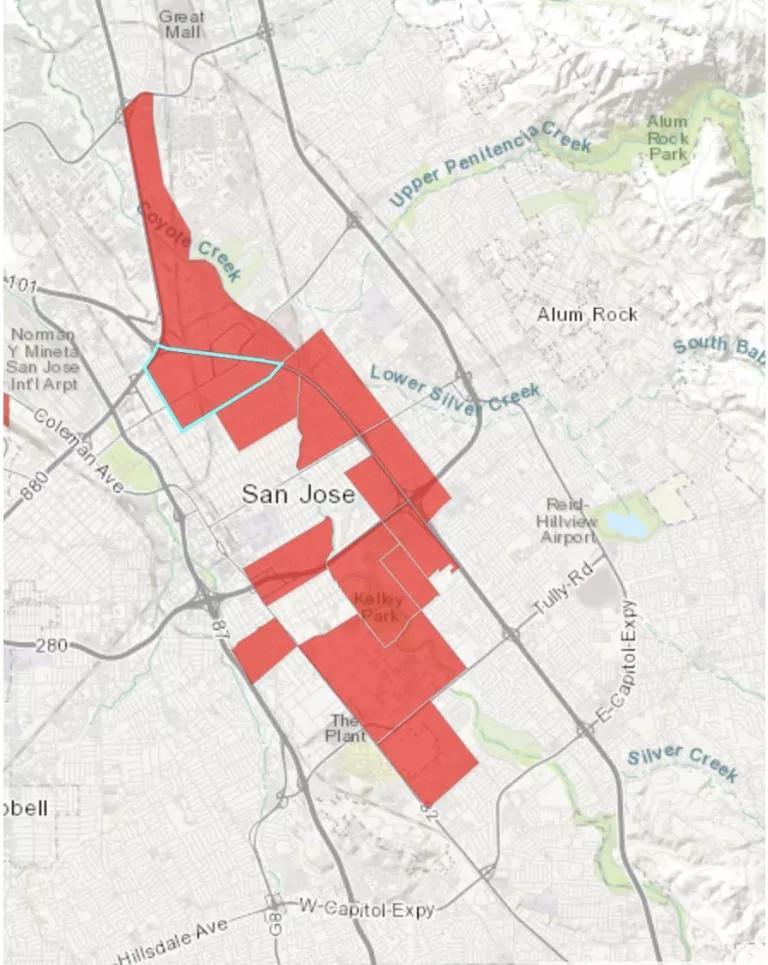 Great
Mall
Alum
Rock
Park
Upper Penitencia Creek
Coyote Creek
101
Alum Rock
Norman
Y Mineta
San Jose
Int'l Arpt
South Bab
Lower Silver Creek
Coleman Ave
880
San Jose
Reid-
Hillview
Airport
Tully-Rd
Kelley
Park
87
280
E-Capitol-Expy
The
Plant
Silver Creek
bell
82
W-Capitol-Expy
G8
Hillsdale-Ave